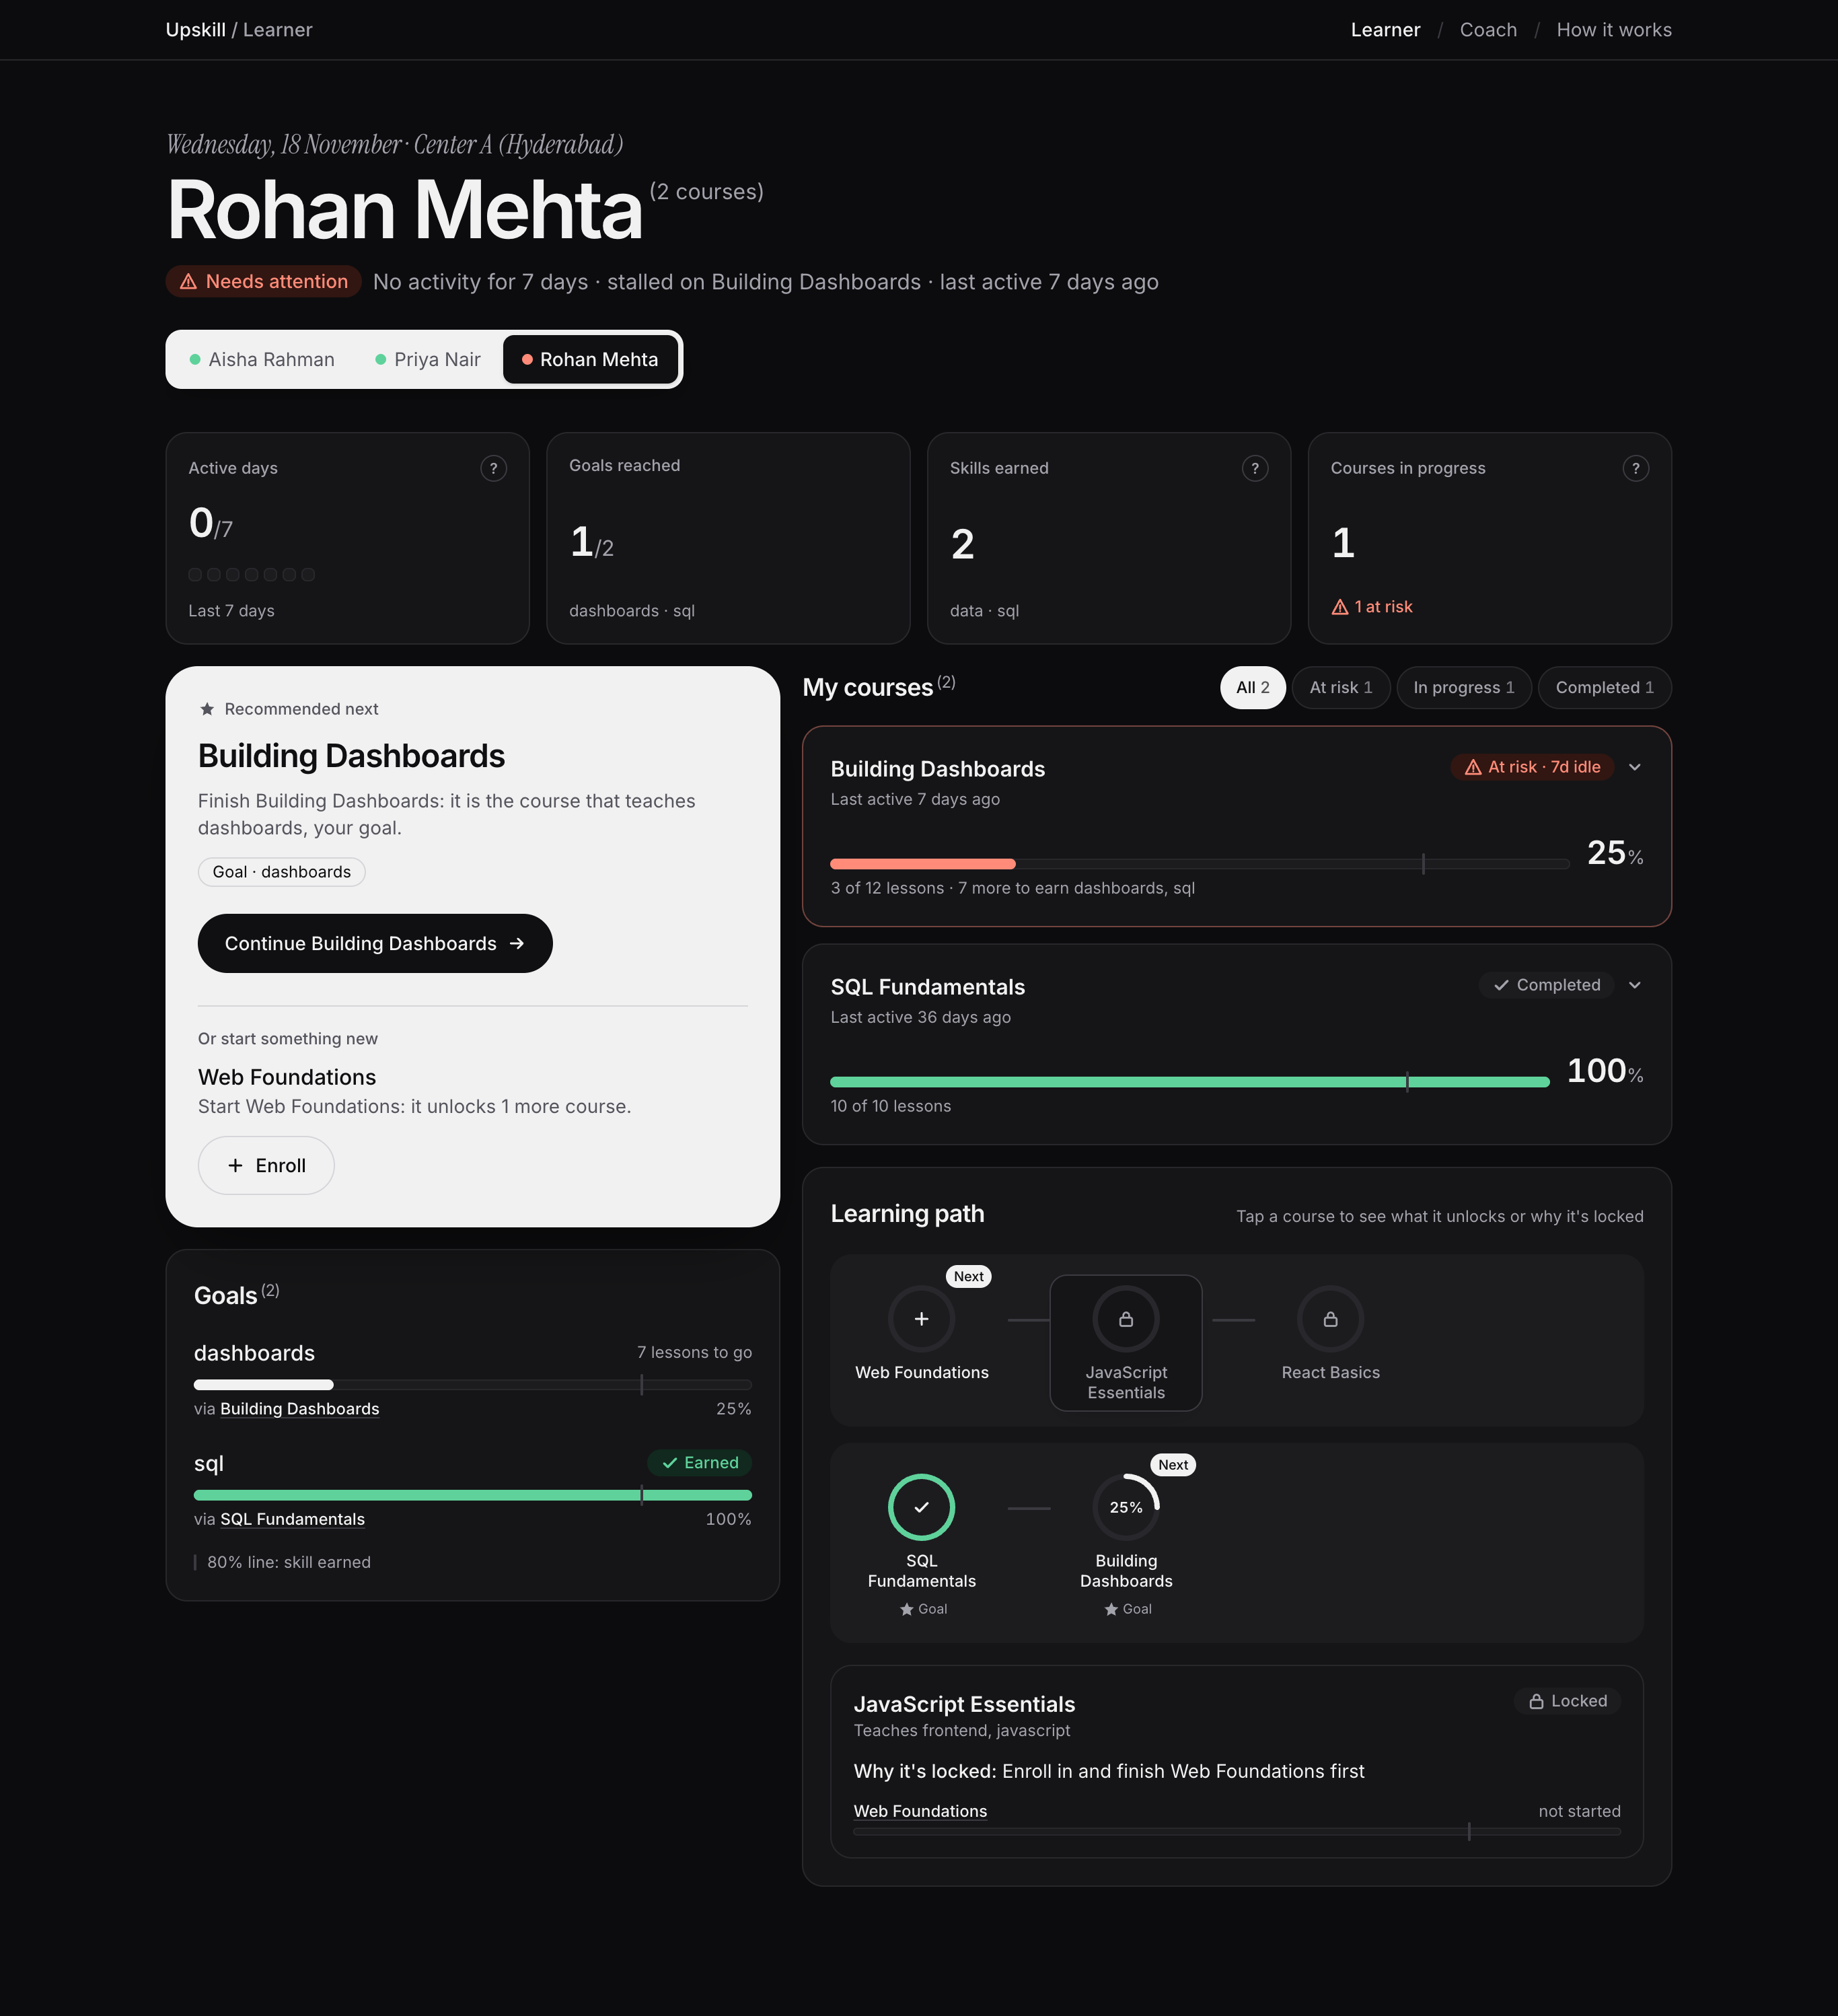 Upskill / Learner
Learner / Coach / How it works
Wednesday, 18 November · Center A (Hyderabad)
Rohan Mehta (2 courses)
Needs attention No activity for 7 days · stalled on Building Dashboards · last active 7 days ago
Aisha Rahman Priya Nair Rohan Mehta
Active days ?
0/7
Last 7 days
Goals reached
1/2
dashboards · sql
Skills earned ?
2
data · sql
Courses in progress ?
1
1 at risk
Recommended next
Building Dashboards
Finish Building Dashboards: it is the course that teaches
dashboards, your goal.
Goal · dashboards
Continue Building Dashboards →
Or start something new
Web Foundations
Start Web Foundations: it unlocks 1 more course.
+ Enroll
Goals (2)
dashboards 7 lessons to go
via Building Dashboards 25%
sql Earned
via SQL Fundamentals 100%
80% line: skill earned
My courses (2)
All 2 At risk 1 In progress 1 Completed 1
Building Dashboards At risk · 7d idle
Last active 7 days ago
25%
3 of 12 lessons · 7 more to earn dashboards, sql
SQL Fundamentals Completed
Last active 36 days ago
100%
10 of 10 lessons
Learning path Tap a course to see what it unlocks or why it's locked
Next
Web Foundations
JavaScript
Essentials
React Basics
Next
25%
SQL
Fundamentals
Goal
Building
Dashboards
Goal
JavaScript Essentials Locked
Teaches frontend, javascript
Why it's locked: Enroll in and finish Web Foundations first
Web Foundations not started